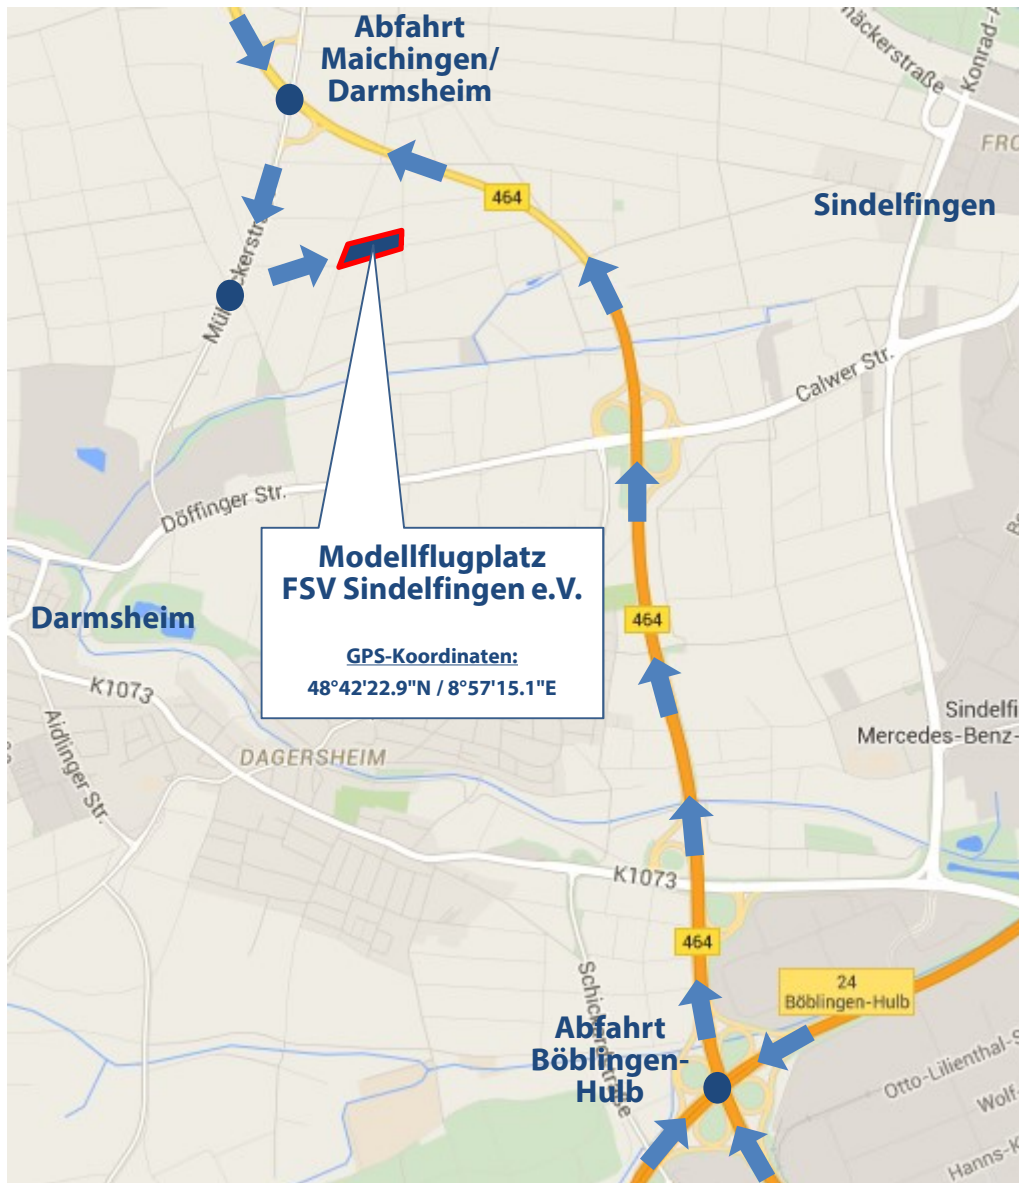 Abfahrt
Maichingen/
Darmsheim
äckerstraße
Konrad-A
FRO
464
Sindelfingen
Calwer Str.
Döffinger Str.
Modellflugplatz
FSV Sindelfingen e.V.
GPS-Koordinaten:
48°42'22.9"N / 8°57'15.1"E
464
Darmsheim
K1073
Aidlinger Str.
DAGERSHEIM
Sindelfi
Mercedes-Benz-
K1073
464
24
Böblingen-Hulb
Abfahrt
Böblingen-
Hulb
Otto-Lilienthal-S
Wolf-
Hanns-K